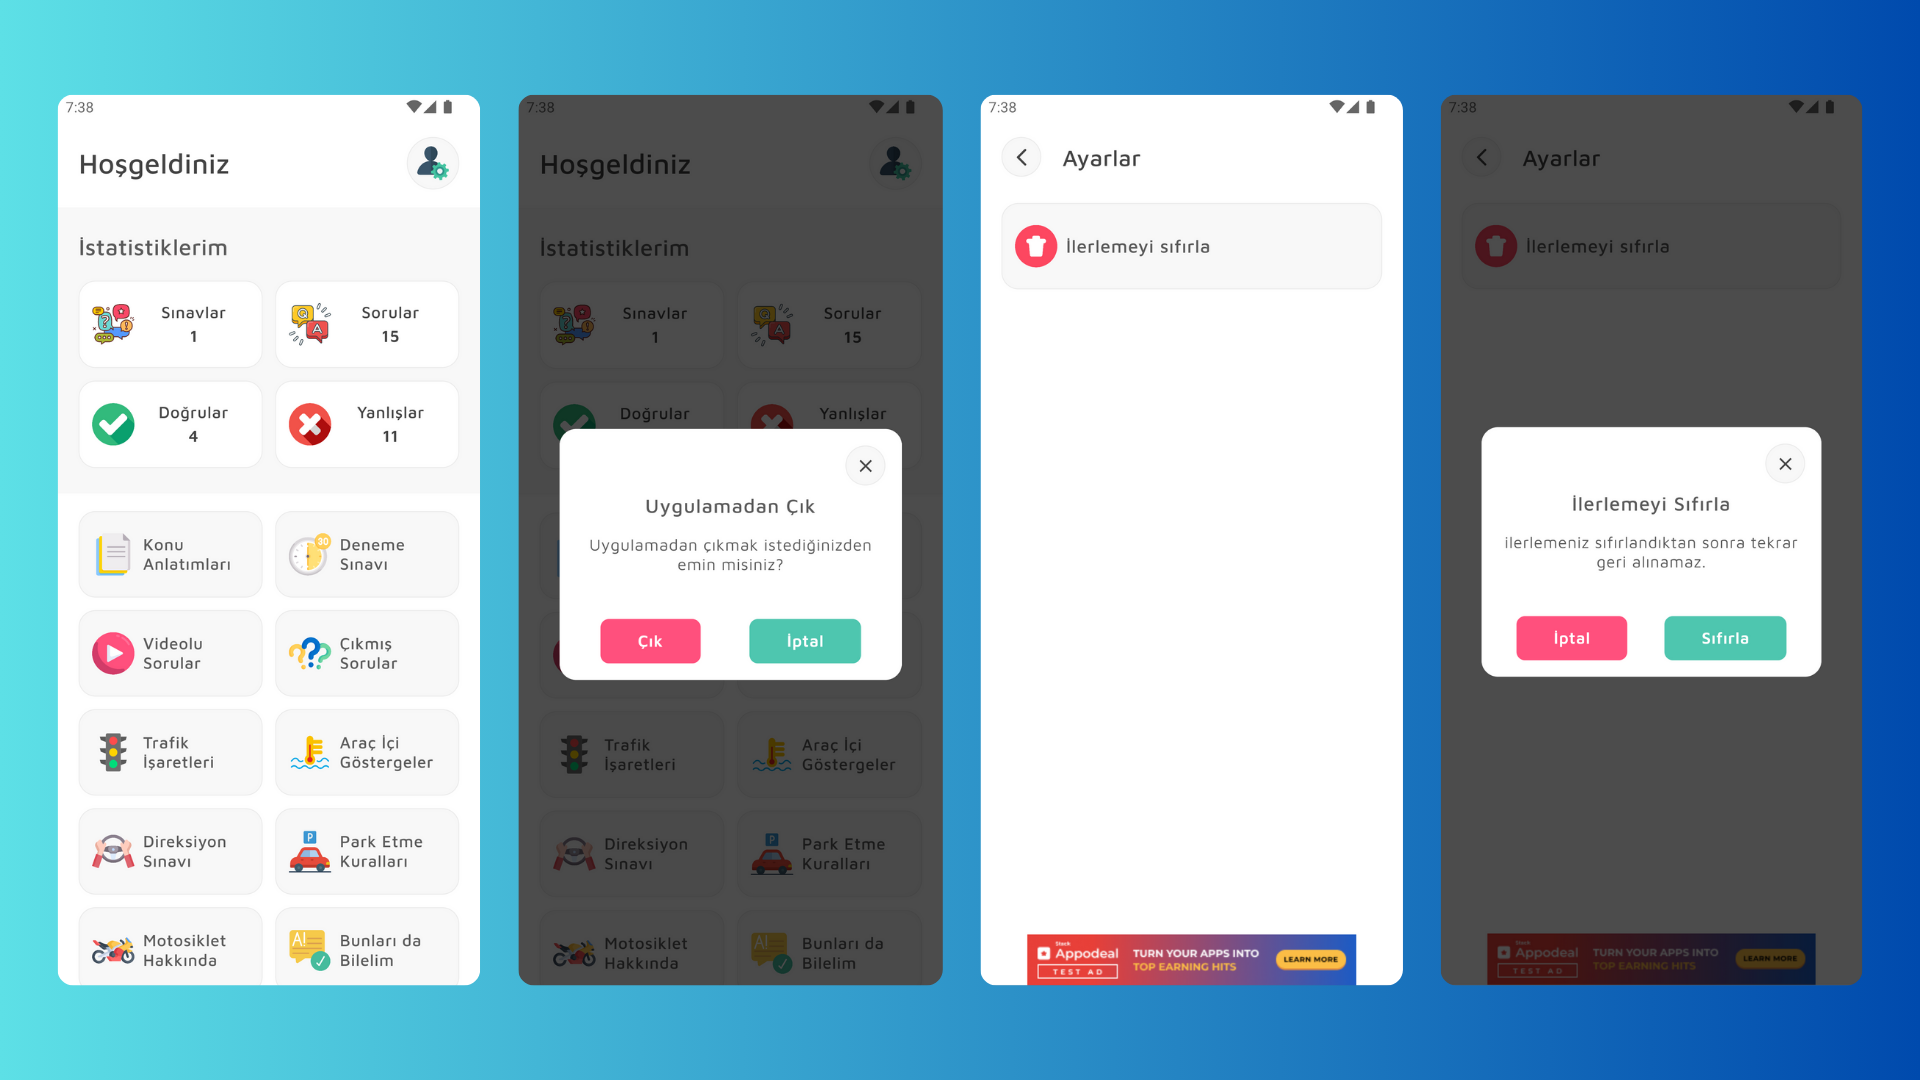 7:38
Hoşgeldiniz
İstatistiklerim
Sınavlar
1
Q
A
Sorular
15
Doğrular
4
Yanlışlar
11
Konu
Anlatımları
30
Deneme
Sınavı
Videolu
Sorular
Çıkmış
Sorular
Trafik
İşaretleri
Araç İçi
Göstergeler
Direksiyon
Sınavı
P
Park Etme
Kuralları
Motosiklet
Hakkında
AI
Bunları da
Bilelim
7:38
Hoşgeldiniz
İstatistiklerim
Sınavlar
1
Q
A
Sorular
15
Doğrular
Yanlışlar
Uygulamadan Çık
Uygulamadan çıkmak istediğinizden
emin misiniz?
Çık
İptal
Trafik
İşaretleri
Araç İçi
Göstergeler
Direksiyon
Sınavı
P
Park Etme
Kuralları
Motosiklet
Hakkında
AI
Bunları da
Bilelim
7:38
Ayarlar
İlerlemeyi sıfırla
Stack
Appodeal
TEST AD
TURN YOUR APPS INTO
TOP EARNING HITS
LEARN MORE
7:38
Ayarlar
İlerlemeyi sıfırla
İlerlemeyi Sıfırla
ilerlemeniz sıfırlandıktan sonra tekrar
geri alınamaz.
İptal
Sıfırla
Stack
Appodeal
TEST AD
TURN YOUR APPS INTO
TOP EARNING HITS
LEARN MORE